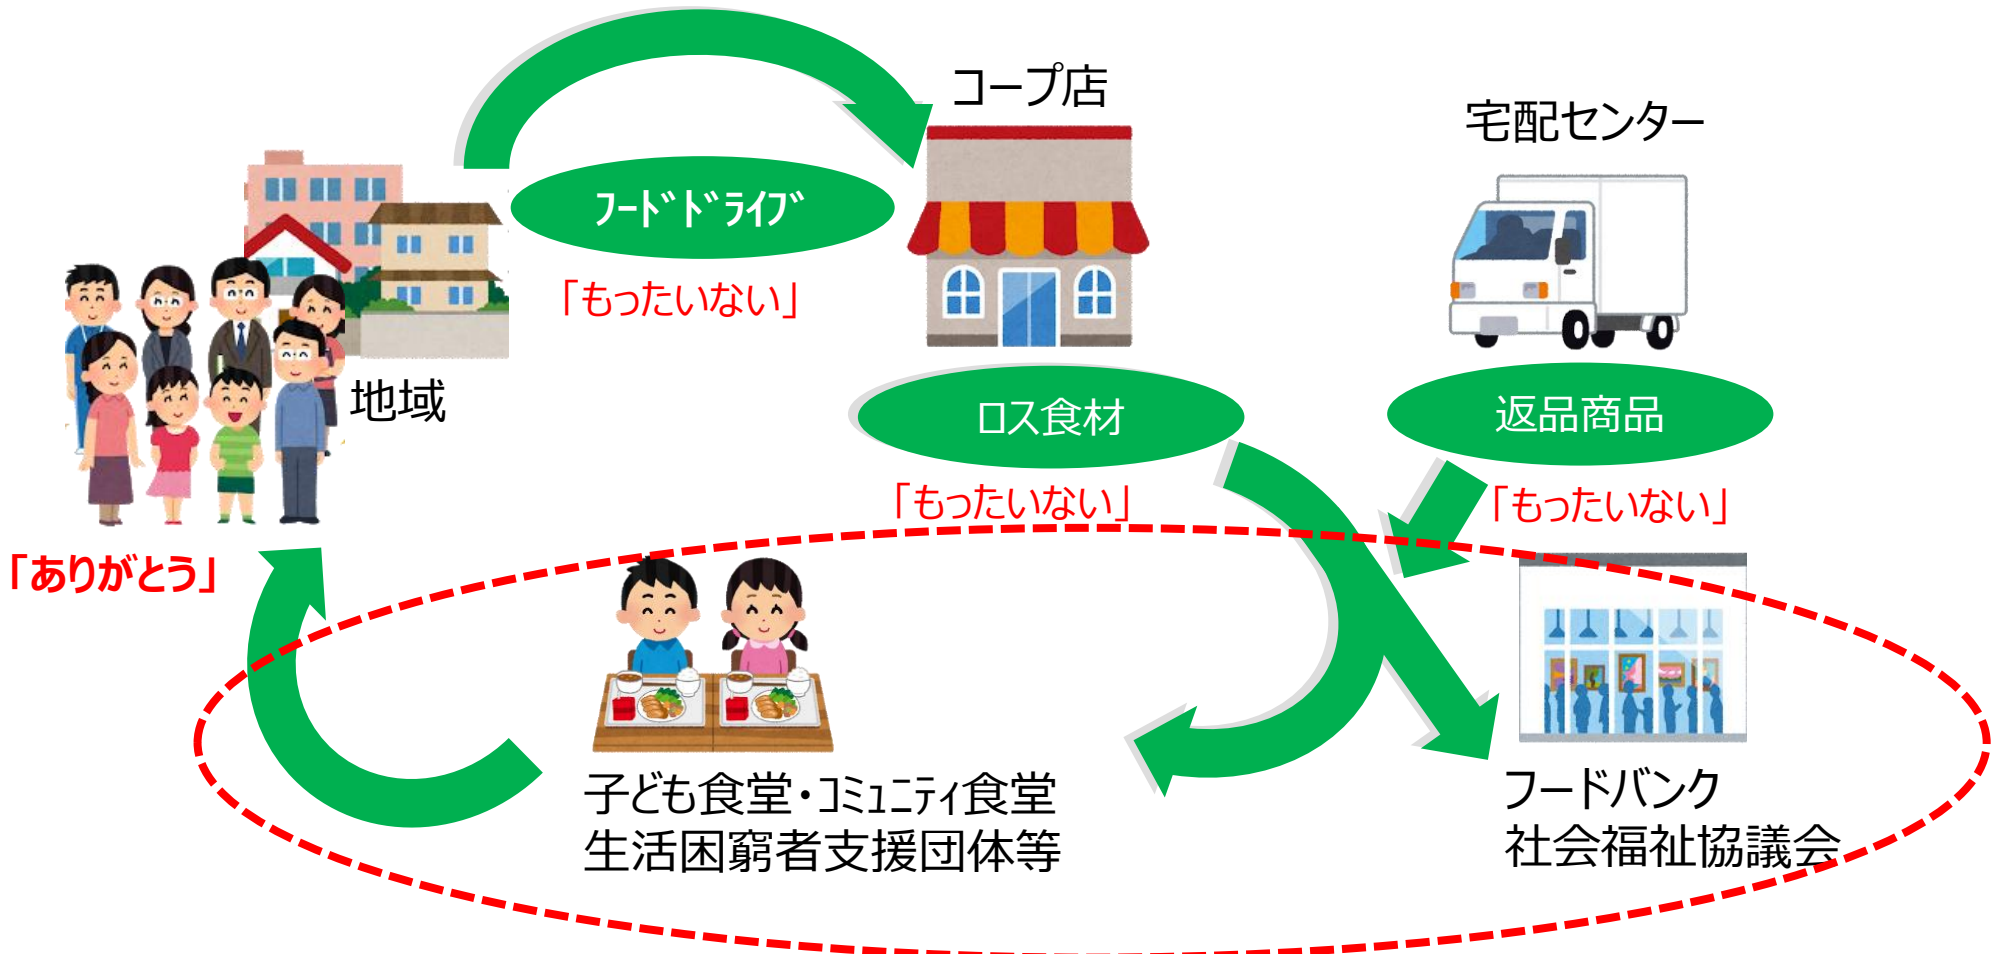 コープ店
宅配センター
ﾌｰﾄﾞﾄﾞﾗｲﾌﾞ
「もったいない」
地域
ロス食材
返品商品
「もったいない」
「もったいない」
「ありがとう」
子ども食堂・ｺﾐｭﾆﾃｨ食堂
生活困窮者支援団体等
フードバンク
社会福祉協議会